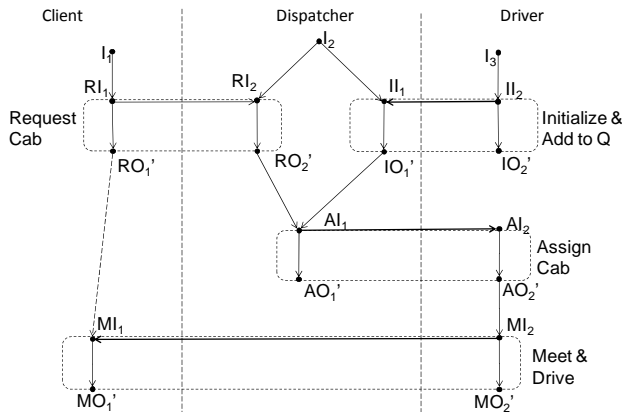 Client Dispatcher Driver
I1 I2 I3
RI1 RI2 II1 II2
Request
Cab
Initialize &
Add to Q
RO1' RO2' IO1' IO2'
AI1 AI2
Assign
Cab
AO1' AO2'
MI1 MI2
Meet &
Drive
MO1' MO2'